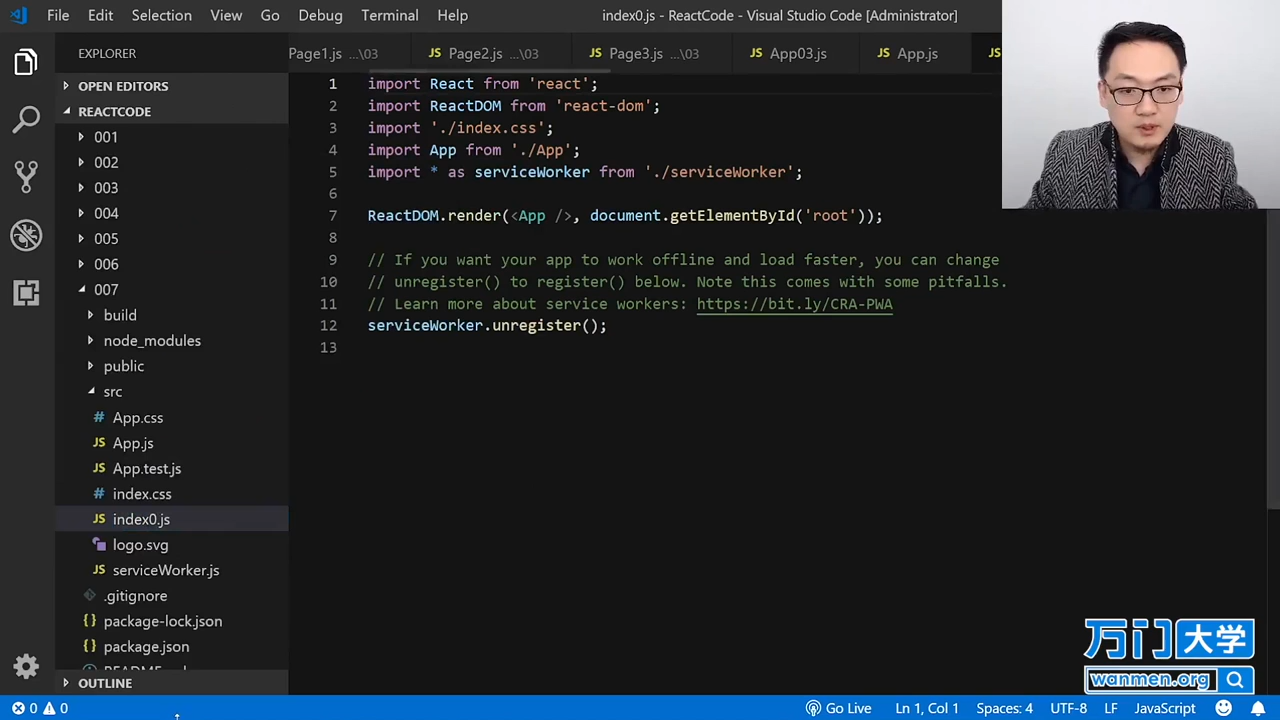 File Edit Selection View Go Debug Terminal Help index0.js - ReactCode - Visual Studio Code [Administrator]
EXPLORER
Page1.js ...\03 JS Page2.js ...\03 JS Page3.js ...\03 JS App03.js JS App.js JS
OPEN EDITORS
REACTCODE
001
002
003
004
005
006
007
build
node_modules
public
src
# App.css
JS App.js
JS App.test.js
# index.css
JS index0.js
logo.svg
JS serviceWorker.js
.gitignore
{} package-lock.json
{} package.json
OUTLINE
1 import React from 'react';
2 import ReactDOM from 'react-dom';
3 import './index.css';
4 import App from './App';
5 import * as serviceWorker from './serviceWorker';
6
7 ReactDOM.render(<App />, document.getElementById('root'));
8
9 // If you want your app to work offline and load faster, you can change
10 // unregister() to register() below. Note this comes with some pitfalls.
11 // Learn more about service workers: https://bit.ly/CRA-PWA
12 serviceWorker.unregister();
13
万门大学
wanmen.org
0 0 Go Live Ln 1, Col 1 Spaces: 4 UTF-8 LF JavaScript